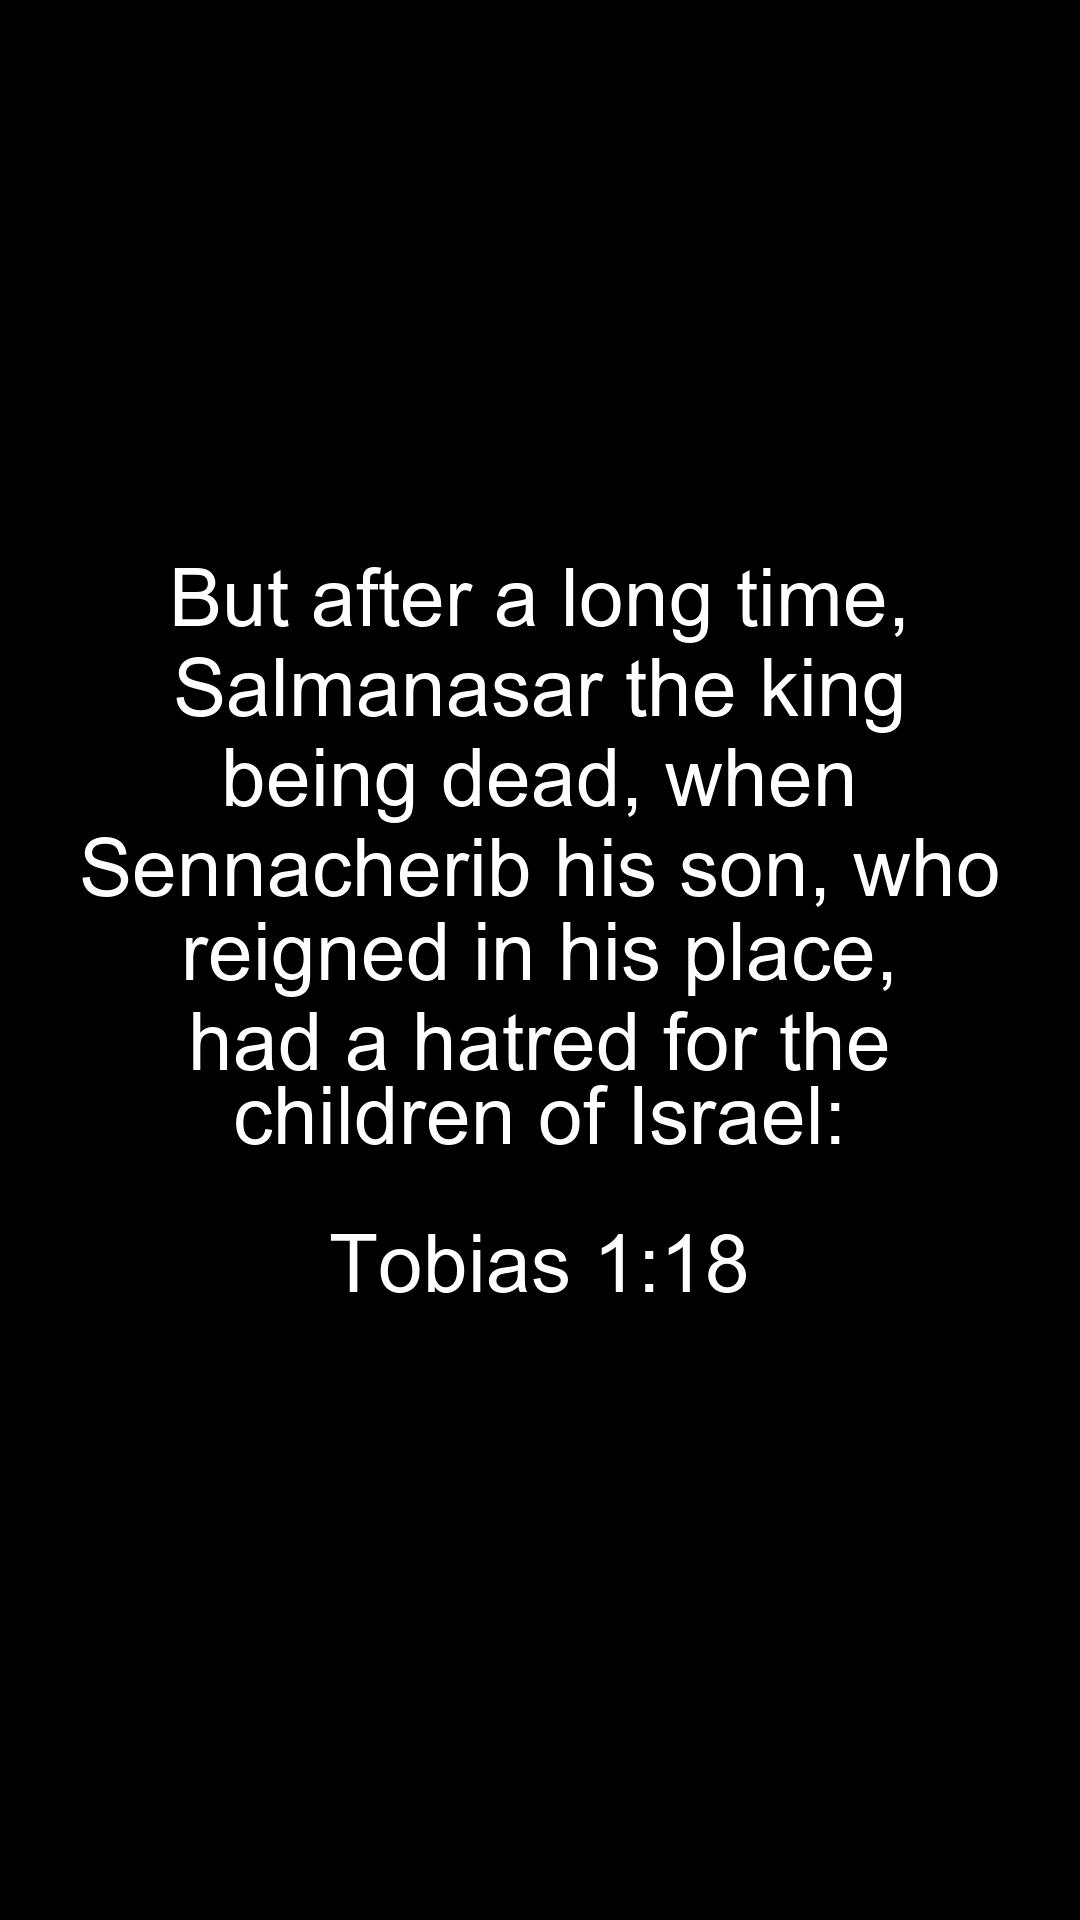 But after a long time,
Salmanasar the king
being dead, when
Sennacherib his son, who
reigned in his place,
had a hatred for the
children of Israel:
Tobias 1:18